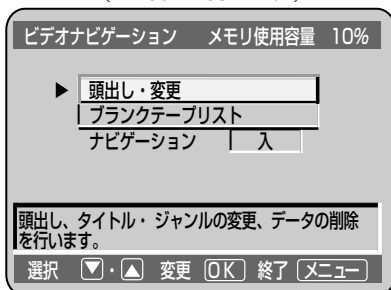 ビデオナビゲーション メモリ使用容量 10%
▶ 頭出し・変更
ブランクテープリスト
ナビゲーション 入
頭出し、タイトル・ ジャンルの変更、データの削除
を行います。
選択 ▼・▲ 変更 OK 終了 メニュー